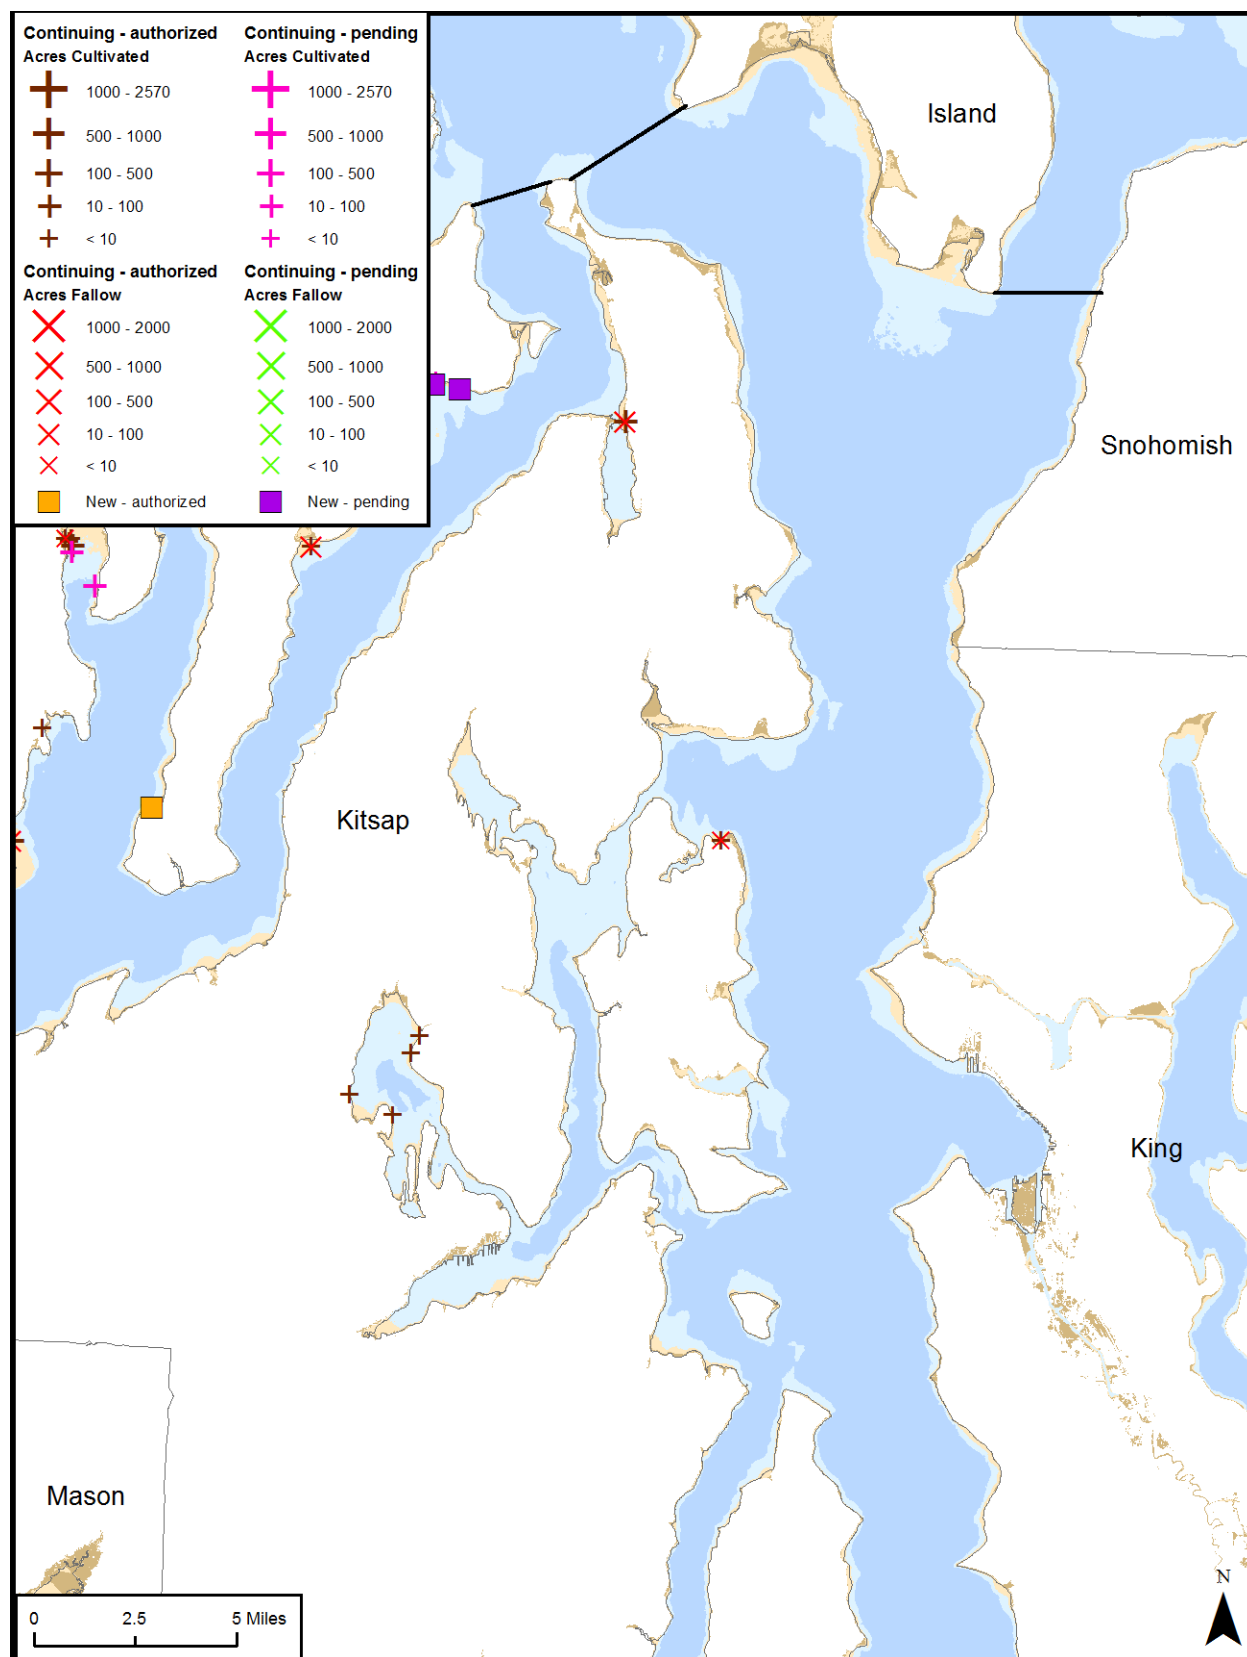 Continuing - authorized
Acres Cultivated
1000 - 2570
500 - 1000
100 - 500
10 - 100
< 10
Continuing - pending
Acres Cultivated
1000 - 2570
500 - 1000
100 - 500
10 - 100
< 10
Continuing - authorized
Acres Fallow
1000 - 2000
500 - 1000
100 - 500
10 - 100
< 10
New - authorized
Continuing - pending
Acres Fallow
1000 - 2000
500 - 1000
100 - 500
10 - 100
< 10
New - pending
Island
Snohomish
Kitsap
King
Mason
0 2.5 5 Miles
N